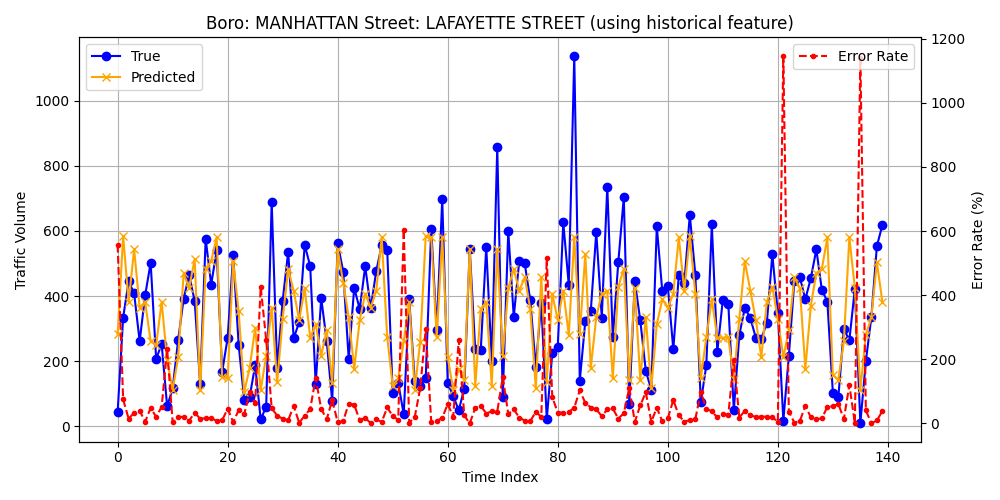 Boro: MANHATTAN Street: LAFAYETTE STREET (using historical feature)
True
Predicted
Error Rate
Traffic Volume
1000
800
600
400
200
0
1200
1000
800
600
400
200
0
Error Rate (%)
0 20 40 60 80 100 120 140
Time Index